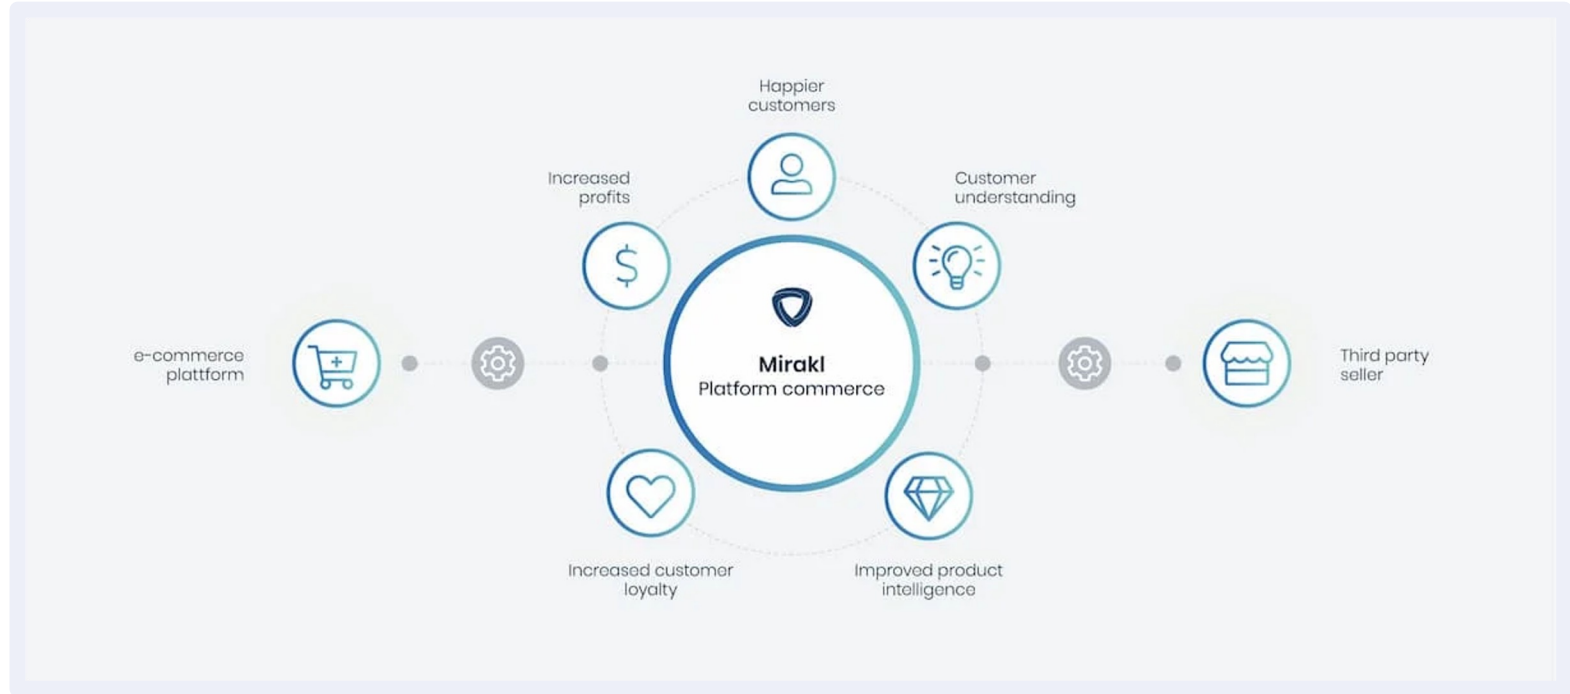 Happier
customers
Increased
profits
Customer
understanding
e-commerce
plattform
Mirakl
Platform commerce
Third party
seller
Increased customer
loyalty
Improved product
intelligence